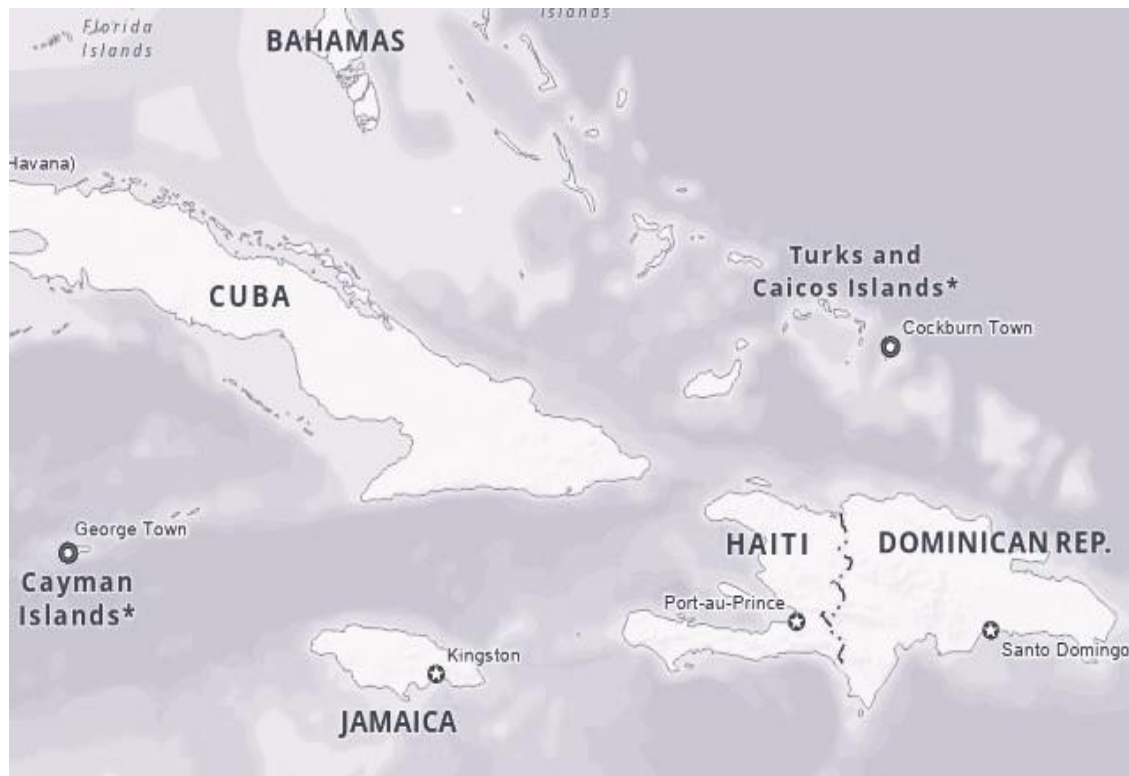 Islands
Florida
Islands
BAHAMAS
Havana)
Turks and
Caicos Islands*
CUBA
Cockburn Town
George Town
Cayman
Islands*
HAITI
DOMINICAN REP.
Port-au-Prince
Kingston
Santo Domingo
JAMAICA